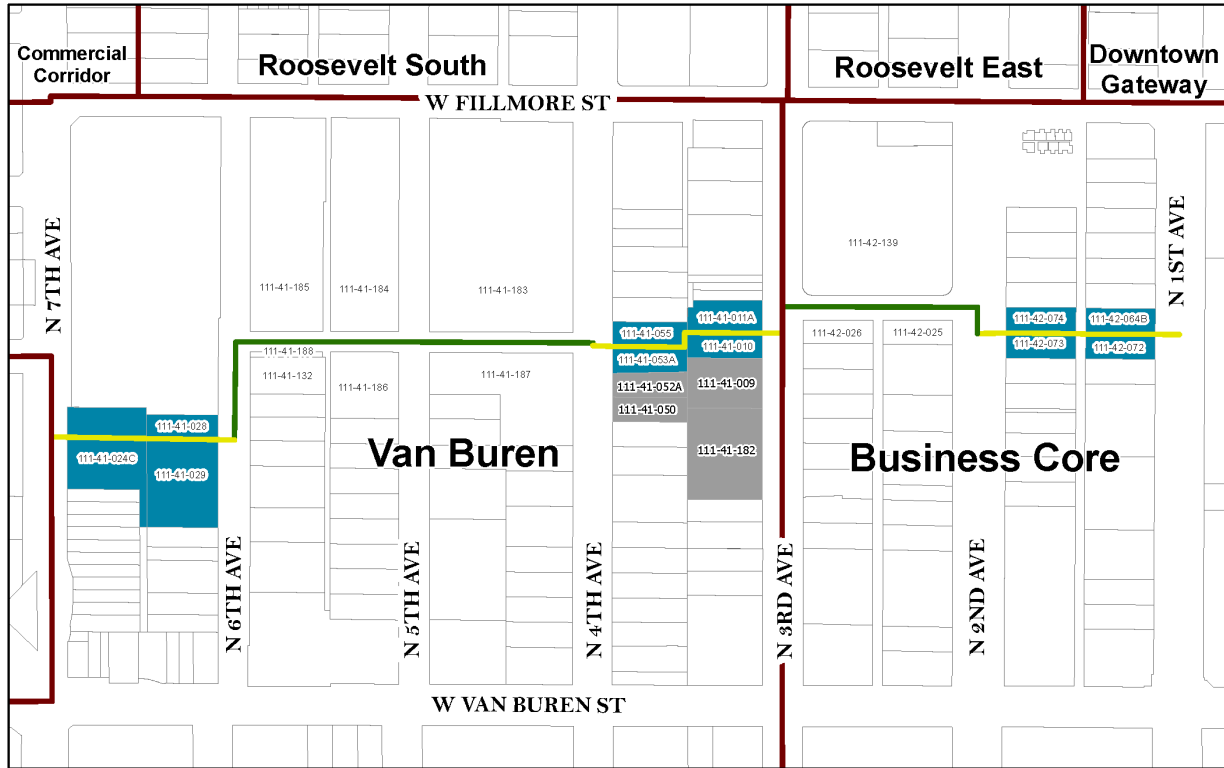 Commercial
Corridor
Roosevelt South
Roosevelt East
Downtown
Gateway
W FILLMORE ST
N 7TH AVE
N 1ST AVE
111-42-139
111-41-185
111-41-184
111-41-183
111-41-011A
111-42-074
111-42-064B
111-41-055
111-42-026
111-42-025
111-41-010
111-42-073
111-42-072
111-41-188
111-41-053A
111-41-132
111-41-186
111-41-187
111-41-052A
111-41-009
111-41-050
111-41-028
Van Buren
Business Core
111-41-182
111-41-024C
111-41-029
N 6TH AVE
N 5TH AVE
N 4TH AVE
N 3RD AVE
N 2ND AVE
W VAN BUREN ST